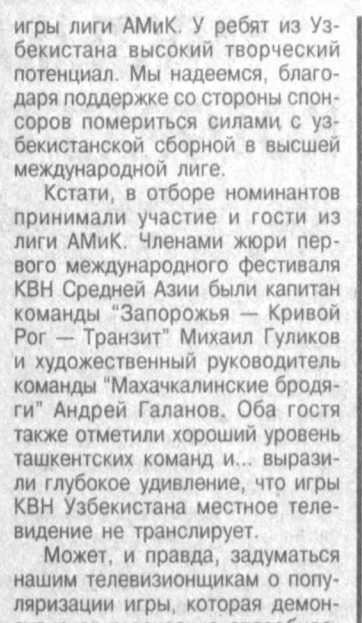 игры лиги АМиК. У ребят из Уз-
бекистана высокий творческий
потенциал. Мы надеемся, благо-
даря поддержке со стороны спон-
соров помериться силами с уз-
бекистанской сборной в высшей
международной лиге.
Кстати, в отборе номинантов
принимали участие и гости из
лиги АМиК. Членами жюри пер-
вого международного фестиваля
КВН Средней Азии были капитан
команды "Запорожья — Кривой
Рог — Транзит" Михаил Гуликов
и художественный руководитель
команды "Махачкалинские бродя-
ги" Андрей Галанов. Оба гостя
также отметили хороший уровень
ташкентских команд и... вырази-
ли глубокое удивление, что игры
КВН Узбекистана местное теле-
видение не транслирует.
Может, и правда, задуматься
нашим телевизионщикам о попу-
ляризации игры, которая демон-